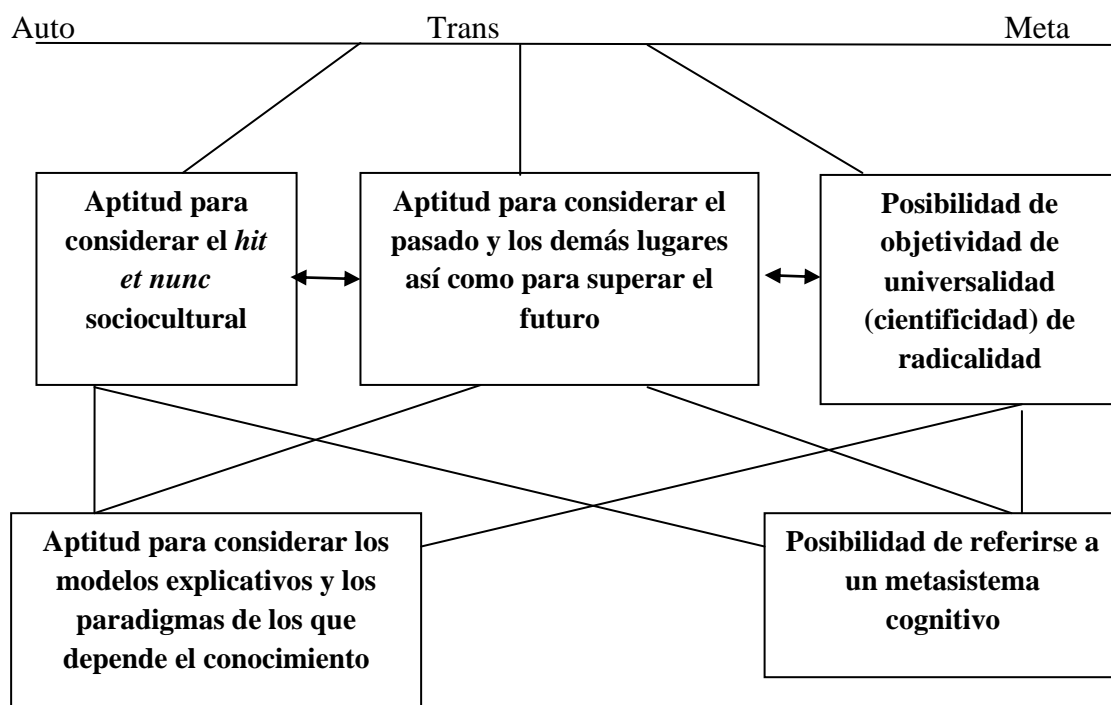 Auto Trans Meta
Aptitud para
considerar el hit
et nunc
sociocultural
Aptitud para considerar el
pasado y los demás lugares
así como para superar el
futuro
Posibilidad de
objetividad de
universalidad
(cientificidad) de
radicalidad
Aptitud para considerar los
modelos explicativos y los
paradigmas de los que
depende el conocimiento
Posibilidad de referirse a
un metasistema
cognitivo